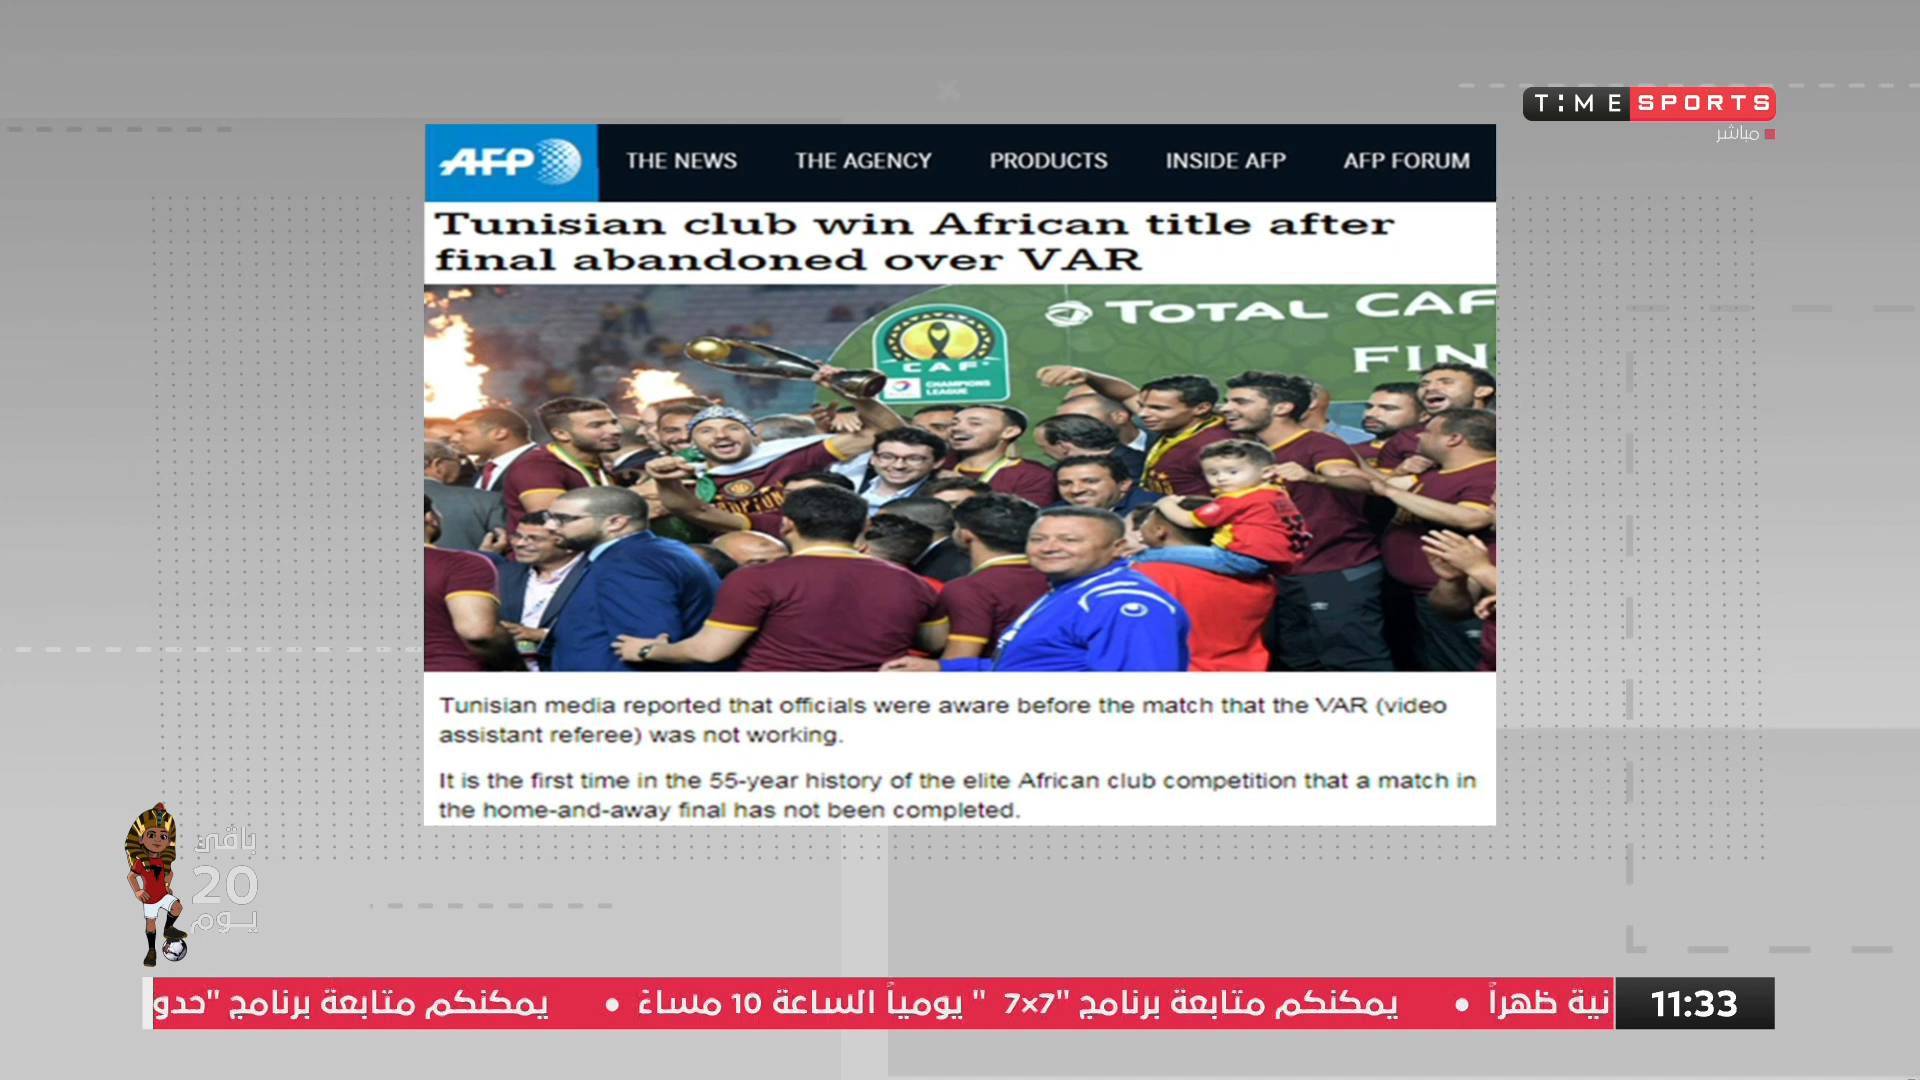 TIME SPORTS
مباشر
AFP THE NEWS THE AGENCY PRODUCTS INSIDE AFP AFP FORUM
Tunisian club win African title after
final abandoned over VAR
TOTAL CAF
FIN
CAF
CHAMPIONS
LEAGUE
Tunisian media reported that officials were aware before the match that the VAR (video
assistant referee) was not working.
It is the first time in the 55-year history of the elite African club competition that a match in
the home-and-away final has not been completed.
باقي
20
يوم
نية ظهراً • يمكنكم متابعة برنامج "7×7 " يومياً الساعة 10 مساءً • يمكنكم متابعة برنامج "حدو
11:33